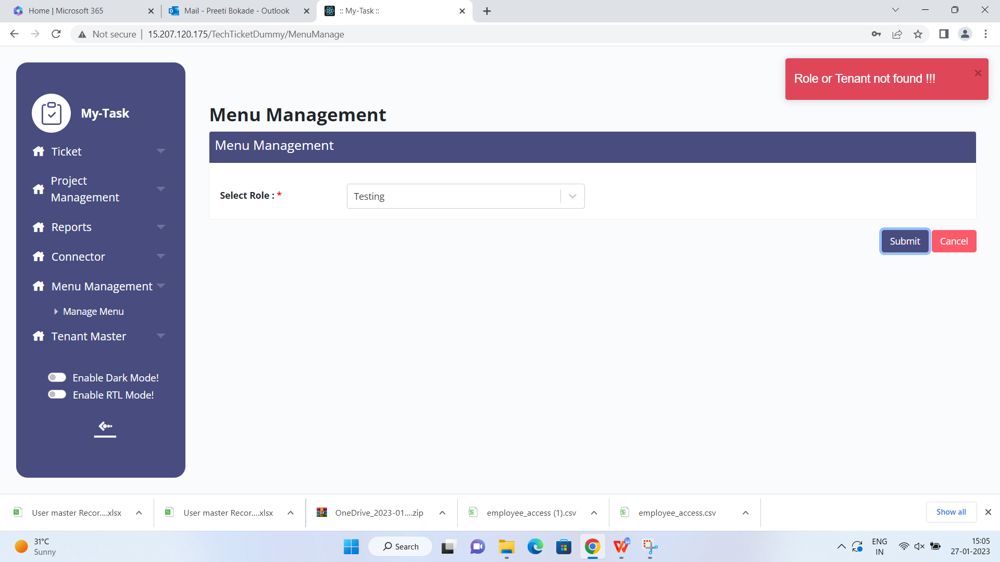 Home | Microsoft 365
Mail - Preeti Bokade - Outlook
:: My-Task ::
Not secure
15.207.120.175/TechTicketDummy/MenuManage
Role or Tenant not found !!!
My-Task
Menu Management
Menu Management
Select Role : *
Testing
Submit
Cancel
Ticket
Project
Management
Reports
Connector
Menu Management
Manage Menu
Tenant Master
Enable Dark Mode!
Enable RTL Mode!
User master Recor....xlsx
User master Recor....xlsx
OneDrive_2023-01....zip
employee_access (1).csv
employee_access.csv
Show all
31°C
Sunny
Search
ENG
IN
15:05
27-01-2023